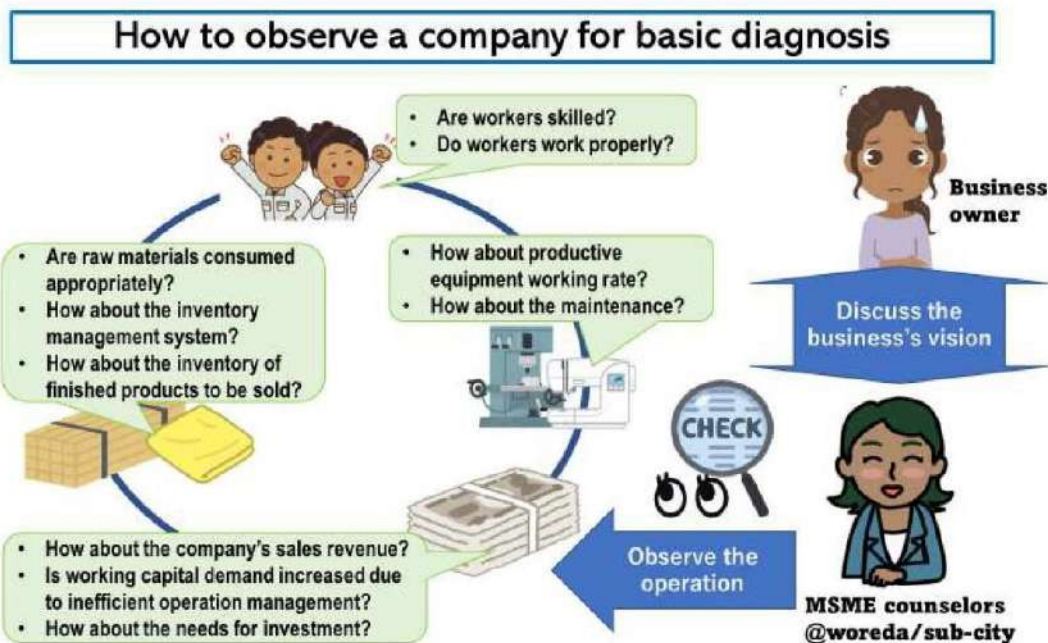 How to observe a company for basic diagnosis
• Are workers skilled?
• Do workers work properly?
Business
owner
• Are raw materials consumed
appropriately?
• How about the inventory
management system?
• How about the inventory of
finished products to be sold?
• How about productive
equipment working rate?
• How about the maintenance?
Discuss the
business's vision
CHECK
• How about the company's sales revenue?
• Is working capital demand increased due
to inefficient operation management?
• How about the needs for investment?
Observe the
operation
MSME counselors
@woreda/sub-city